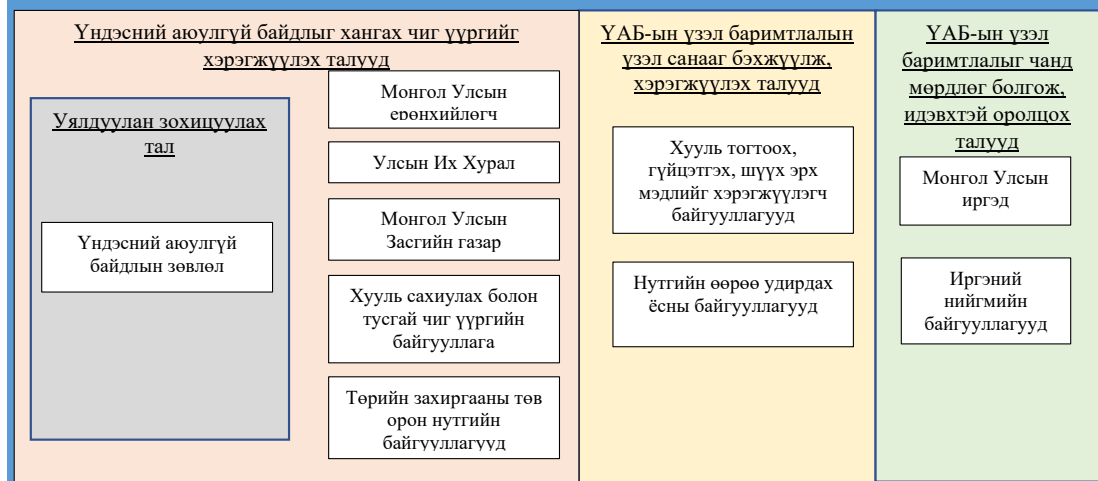 Үндэсний аюулгүй байдлыг хангах чиг үүргийг
хэрэгжүүлэх талууд
Уялдуулан зохицуулах
тал
Үндэсний аюулгүй
байдлын зөвлөл
Монгол Улсын
ерөнхийлөгч
Улсын Их Хурал
Монгол Улсын
Засгийн газар
Хууль сахиулах болон
тусгай чиг үүргийн
байгууллага
Төрийн захиргааны төв
орон нутгийн
байгууллагууд
ҮАБ-ын үзэл баримтлалын
үзэл санааг бэхжүүлж,
хэрэгжүүлэх талууд
Хууль тогтоох,
гүйцэтгэх, шүүх эрх
мэдлийг хэрэгжүүлэгч
байгууллагууд
Нутгийн өөрөө удирдах
ёсны байгууллагууд
ҮАБ-ын үзэл
баримтлалыг чанд
мөрдлөг болгож,
идэвхтэй оролцох
талууд
Монгол Улсын
иргэд
Иргэний
нийгмийн
байгууллагууд